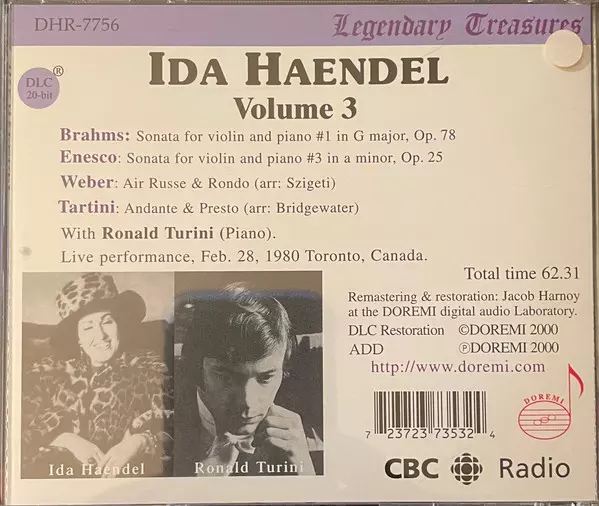 DHR-7756
Legendary Treasures
DLC ®
20-bit
IDA HAENDEL
Volume 3
Brahms: Sonata for violin and piano #1 in G major, Op. 78
Enesco: Sonata for violin and piano #3 in a minor, Op. 25
Weber: Air Russe & Rondo (arr: Szigeti)
Tartini: Andante & Presto (arr: Bridgewater)
With Ronald Turini (Piano).
Live performance, Feb. 28, 1980 Toronto, Canada.
Total time 62.31
Remastering & restoration: Jacob Harnoy
at the DOREMI digital audio Laboratory.
DLC Restoration ©DOREMI 2000
ADD ℗DOREMI 2000
http://www.doremi.com
DOREMI
7 23723 73532 4
Ida Haendel
Ronald Turini
CBC Radio